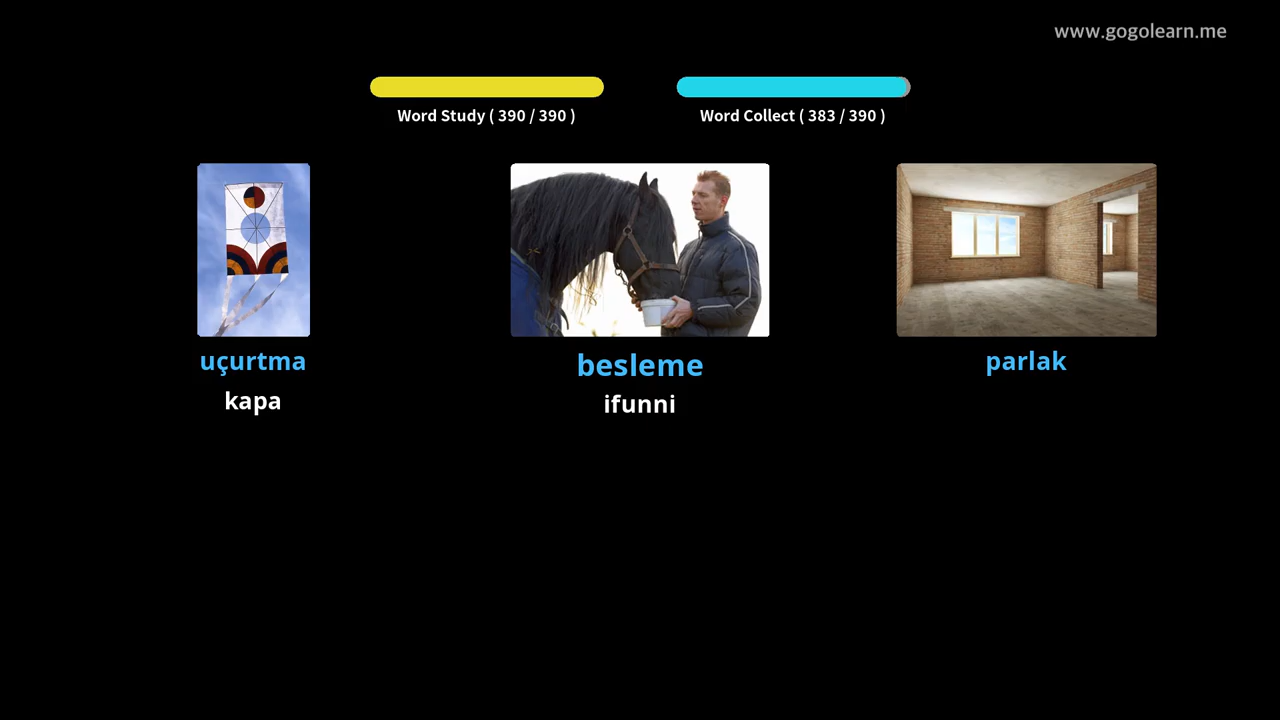 www.gogolearn.me
Word Study ( 390 / 390 )
Word Collect ( 383 / 390 )
uçurtma
kapa
besleme
ifunni
parlak